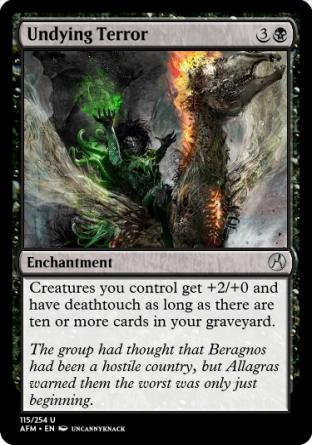 Undying Terror 3
Enchantment
Creatures you control get +2/+0 and
have deathtouch as long as there are
ten or more cards in your graveyard.
The group had thought that Beragnos
had been a hostile country, but Allagras
warned them the worst was only just
beginning.
115/254 U
AFM • EN UNCANNYKNACK